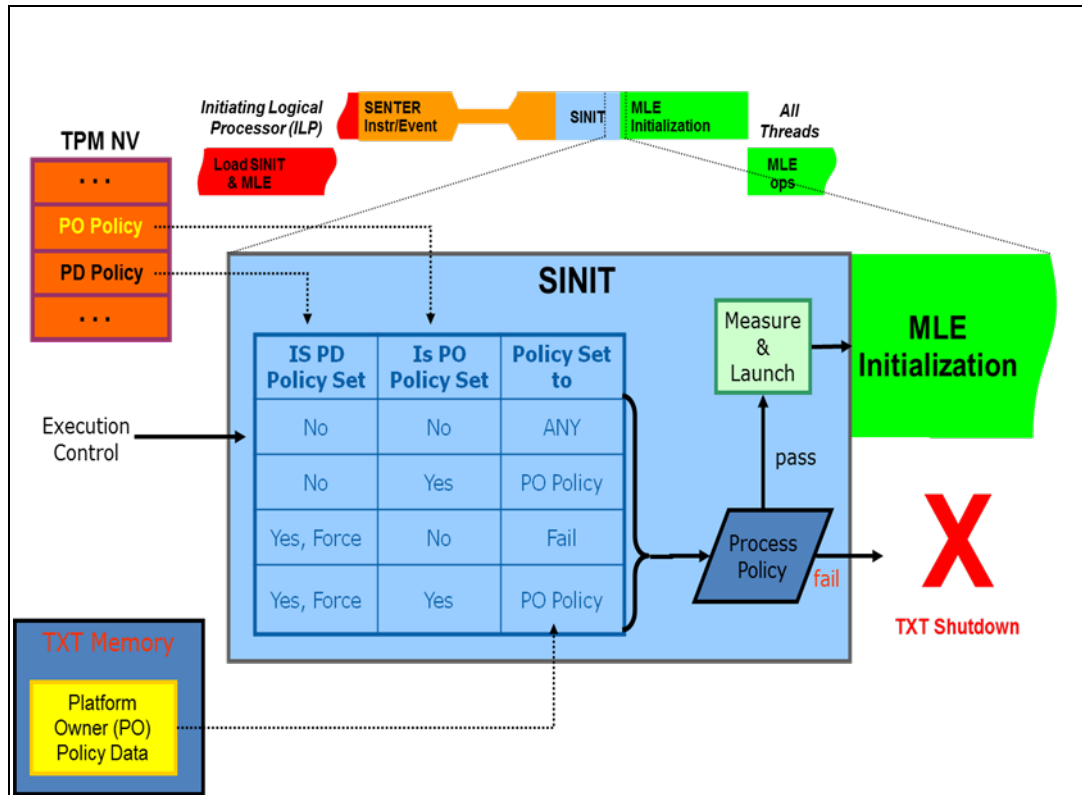 Initiating Logical
Processor (ILP)
SENTER
Instr/Event
SINIT
MLE
Initialization
All
Threads
Load SINIT
& MLE
MLE
ops
TPM NV
. . .
PO Policy
PD Policy
. . .
SINIT
IS PD
Policy Set
Is PO
Policy Set
Policy Set
to
No
No
ANY
No
Yes
PO Policy
Yes, Force
No
Fail
Yes, Force
Yes
PO Policy
Execution
Control
Measure
&
Launch
MLE
Initialization
pass
Process
Policy
fail
X
TXT Shutdown
TXT Memory
Platform
Owner (PO)
Policy Data